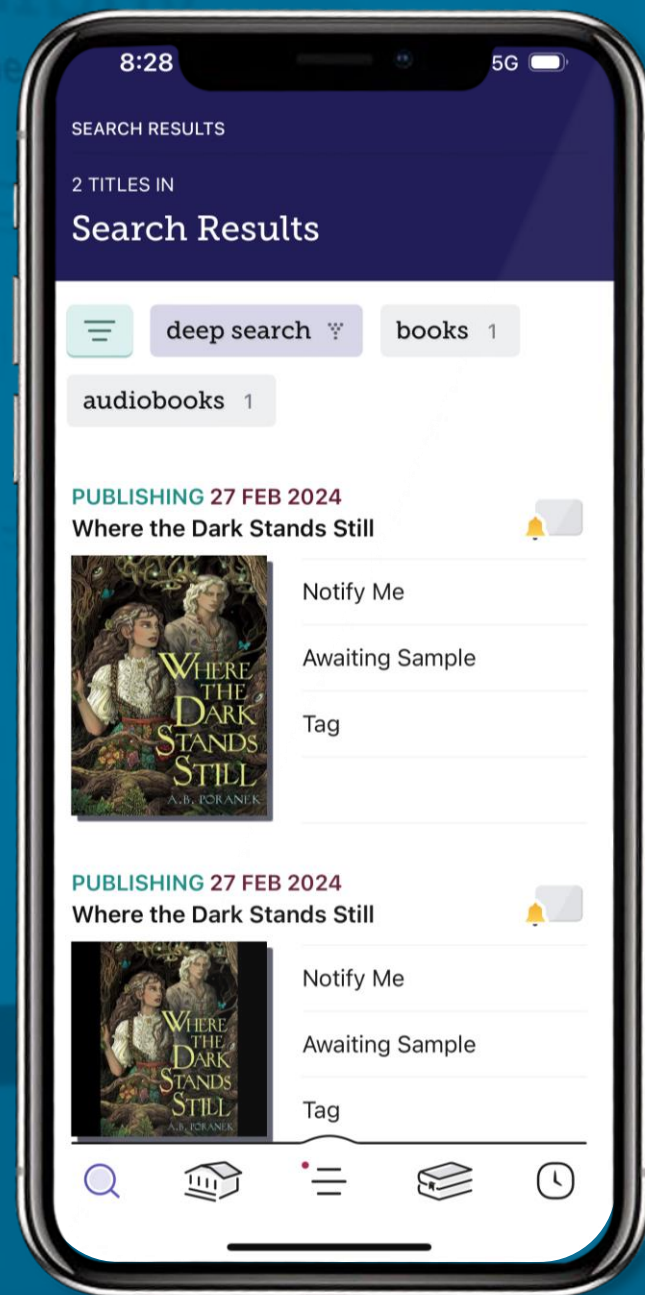 8:28
5G
SEARCH RESULTS
2 TITLES IN
Search Results
deep search
books 1
audiobooks 1
PUBLISHING 27 FEB 2024
Where the Dark Stands Still
Notify Me
Awaiting Sample
Tag
WHERE
THE
DARK
STANDS
STILL
A.B. PORANEK
PUBLISHING 27 FEB 2024
Where the Dark Stands Still
Notify Me
Awaiting Sample
Tag
WHERE
THE
DARK
STANDS
STILL
A.B. PORANEK